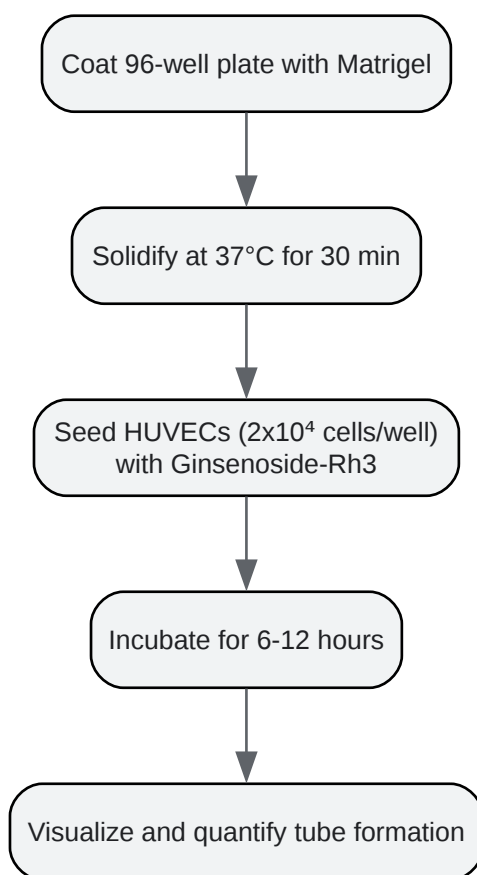 Coat 96-well plate with Matrigel
Solidify at 37°C for 30 min
Seed HUVECs (2x10⁴ cells/well)
with Ginsenoside-Rh3
Incubate for 6-12 hours
Visualize and quantify tube formation